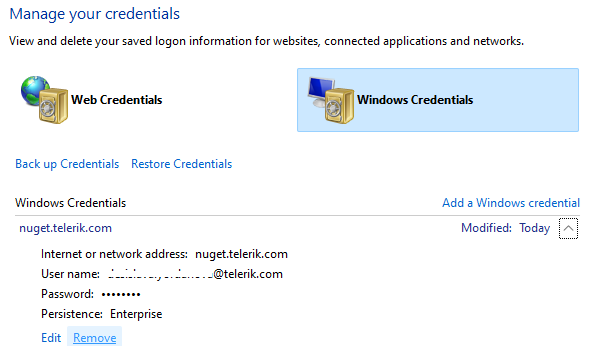 Manage your credentials
View and delete your saved logon information for websites, connected applications and networks.
Web Credentials
Windows Credentials
Back up Credentials Restore Credentials
Windows Credentials Add a Windows credential
nuget.telerik.com Modified: Today
Internet or network address: nuget.telerik.com
User name: @telerik.com
Password: ••••••••
Persistence: Enterprise
Edit Remove